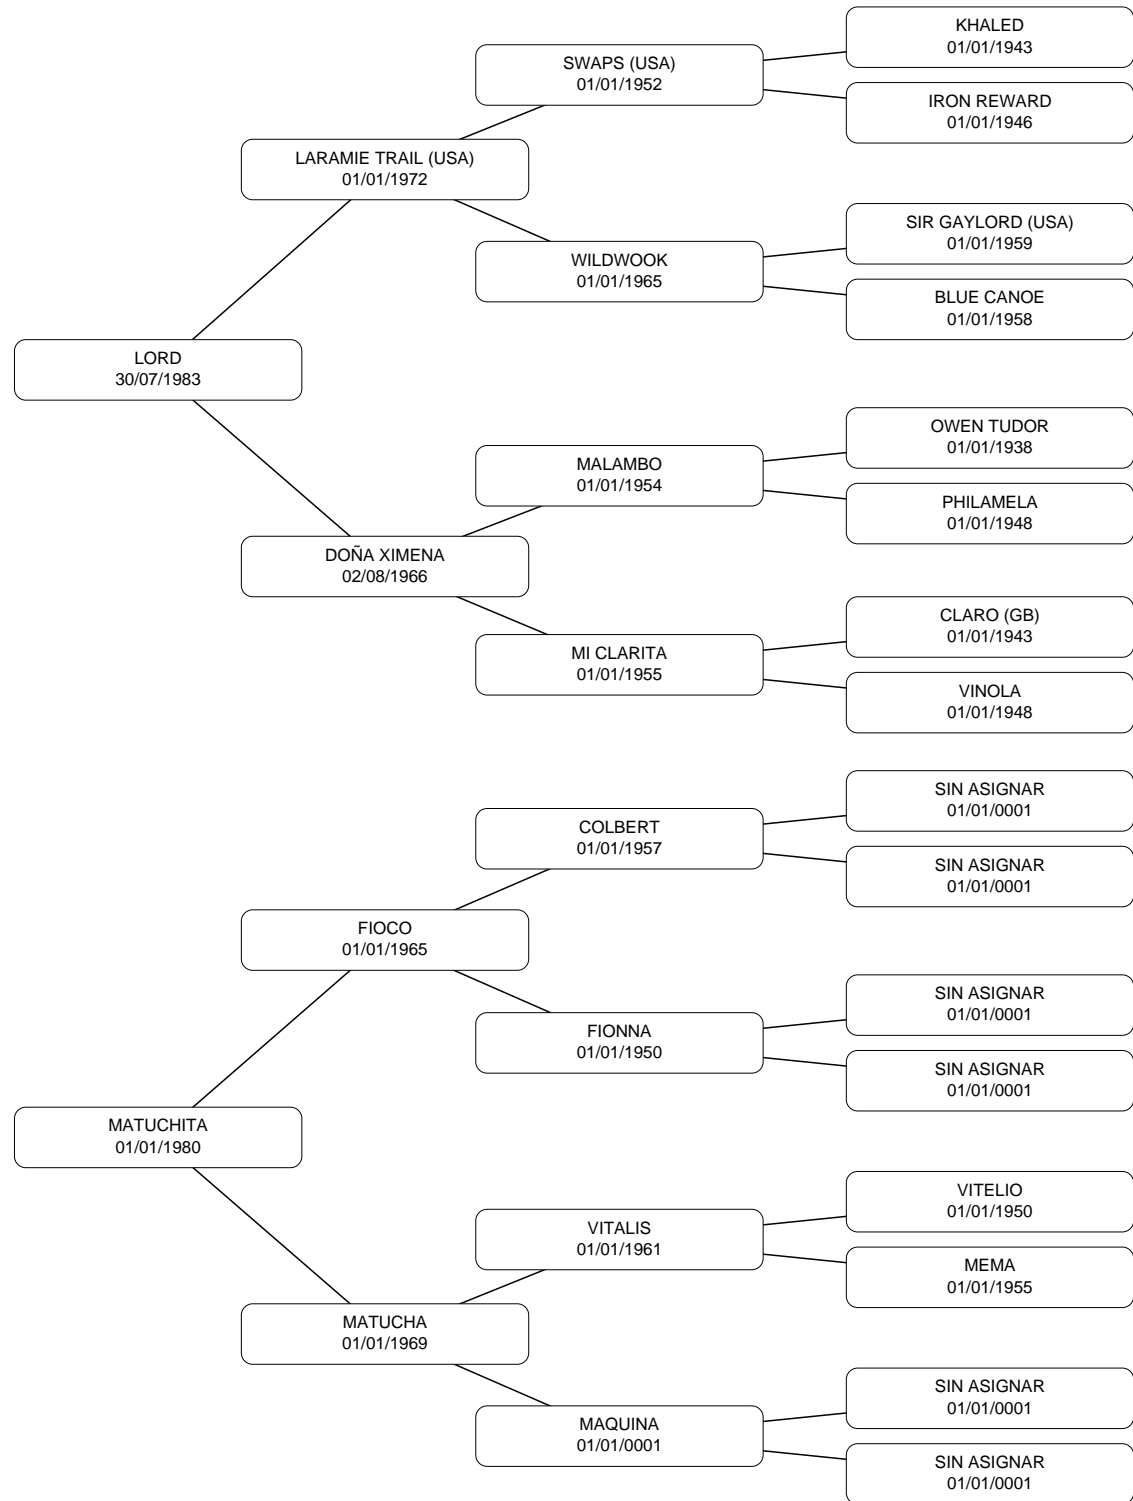 KHALED
01/01/1943
SWAPS (USA)
01/01/1952
IRON REWARD
01/01/1946
LARAMIE TRAIL (USA)
01/01/1972
SIR GAYLORD (USA)
01/01/1959
WILDWOOK
01/01/1965
BLUE CANOE
01/01/1958
LORD
30/07/1983
OWEN TUDOR
01/01/1938
MALAMBO
01/01/1954
PHILAMELA
01/01/1948
DOÑA XIMENA
02/08/1966
CLARO (GB)
01/01/1943
MI CLARITA
01/01/1955
VINOLA
01/01/1948
SIN ASIGNAR
01/01/0001
COLBERT
01/01/1957
SIN ASIGNAR
01/01/0001
FIOCO
01/01/1965
SIN ASIGNAR
01/01/0001
FIONNA
01/01/1950
SIN ASIGNAR
01/01/0001
MATUCHITA
01/01/1980
VITELIO
01/01/1950
VITALIS
01/01/1961
MEMA
01/01/1955
MATUCHA
01/01/1969
SIN ASIGNAR
01/01/0001
MAQUINA
01/01/0001
SIN ASIGNAR
01/01/0001